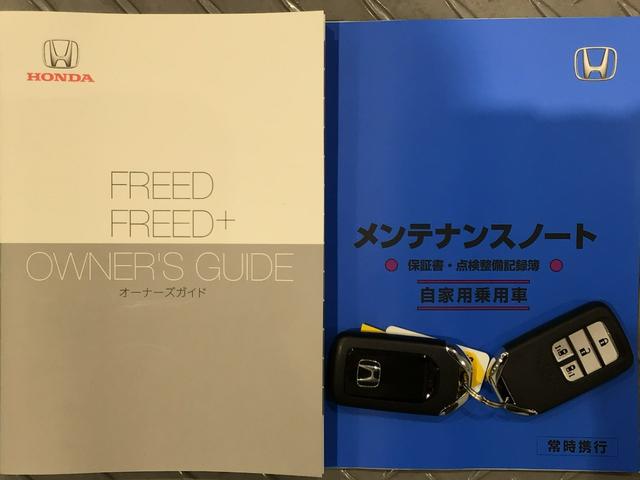 HONDA
FREED
FREED+
OWNER'S GUIDE
オーナーズガイド
メンテナンスノート
保証書・点検整備記録簿
自家用乗用車
常時携行